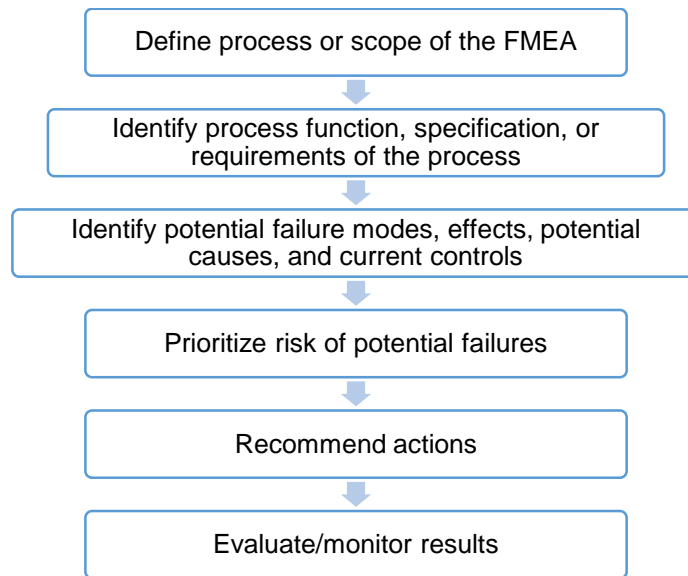 Define process or scope of the FMEA
Identify process function, specification, or
requirements of the process
Identify potential failure modes, effects, potential
causes, and current controls
Prioritize risk of potential failures
Recommend actions
Evaluate/monitor results